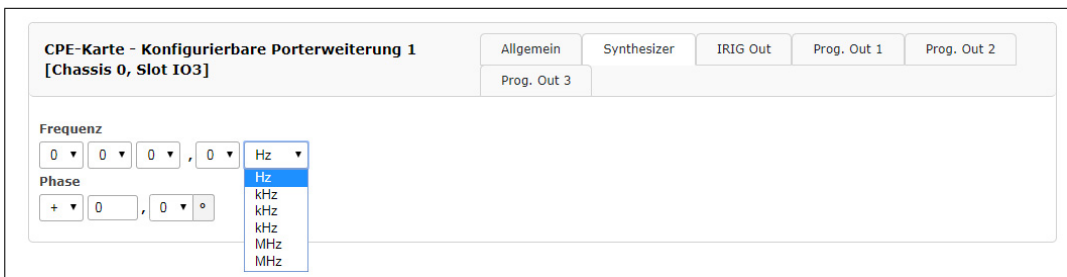 CPE-Karte - Konfigurierbare Porterweiterung 1
[Chassis 0, Slot IO3]
Allgemein Synthesizer IRIG Out Prog. Out 1 Prog. Out 2
Prog. Out 3
Frequenz
0 0 0 , 0 Hz
Phase
+ 0 , 0 °
Hz
kHz
kHz
kHz
MHz
MHz